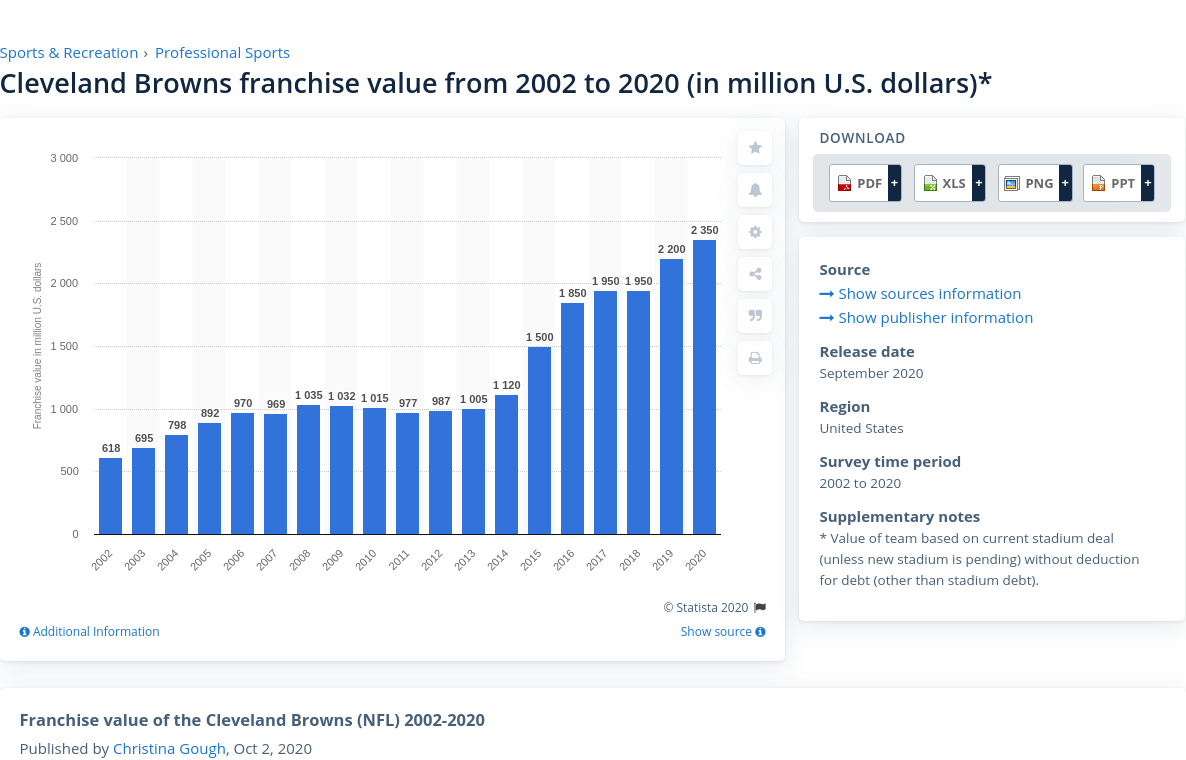 Sports & Recreation › Professional Sports
Cleveland Browns franchise value from 2002 to 2020 (in million U.S. dollars)*
Franchise value in million U.S. dollars
3 000
2 500
2 000
1 500
1 000
500
0
618
695
798
892
970
969
1 035
1 032
1 015
977
987
1 005
1 120
1 500
1 850
1 950
1 950
2 200
2 350
2002
2003
2004
2005
2006
2007
2008
2009
2010
2011
2012
2013
2014
2015
2016
2017
2018
2019
2020
© Statista 2020
Additional Information
Show source
DOWNLOAD
PDF +
XLS +
PNG +
PPT +
Source
Show sources information
Show publisher information
Release date
September 2020
Region
United States
Survey time period
2002 to 2020
Supplementary notes
* Value of team based on current stadium deal
(unless new stadium is pending) without deduction
for debt (other than stadium debt).
Franchise value of the Cleveland Browns (NFL) 2002-2020
Published by Christina Gough, Oct 2, 2020